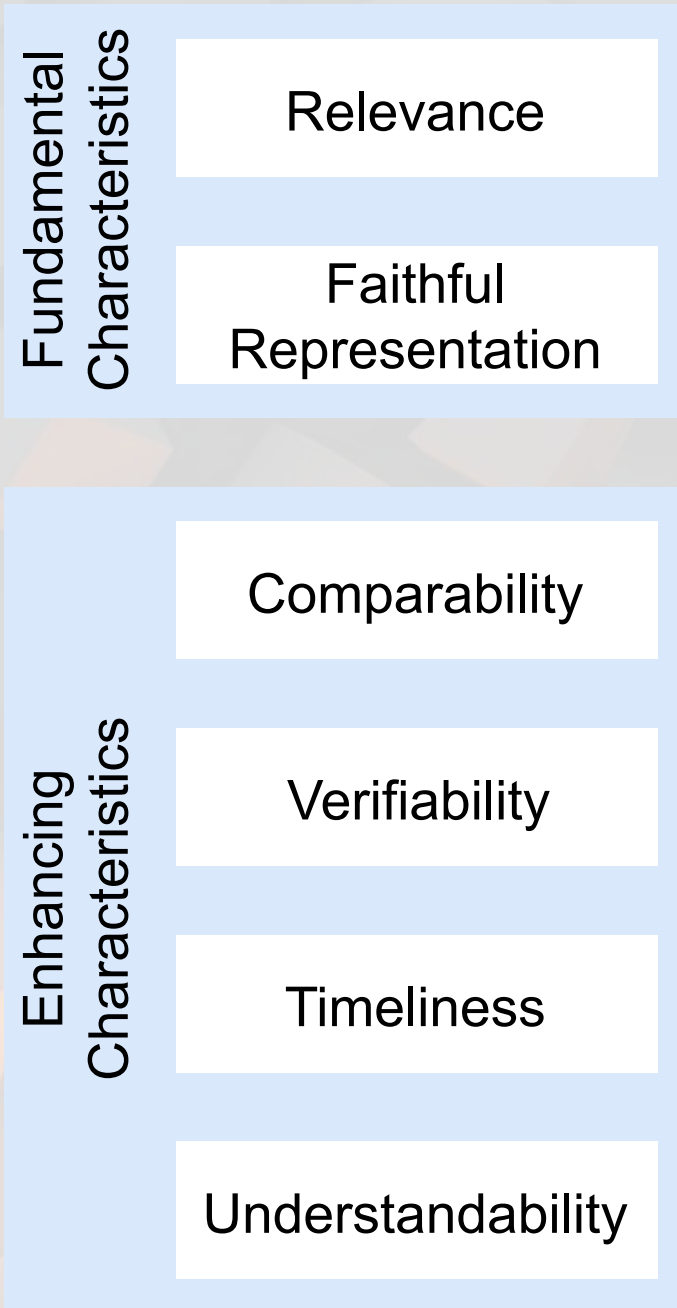 Fundamental
Characteristics
Relevance
Faithful
Representation
Enhancing
Characteristics
Comparability
Verifiability
Timeliness
Understandability